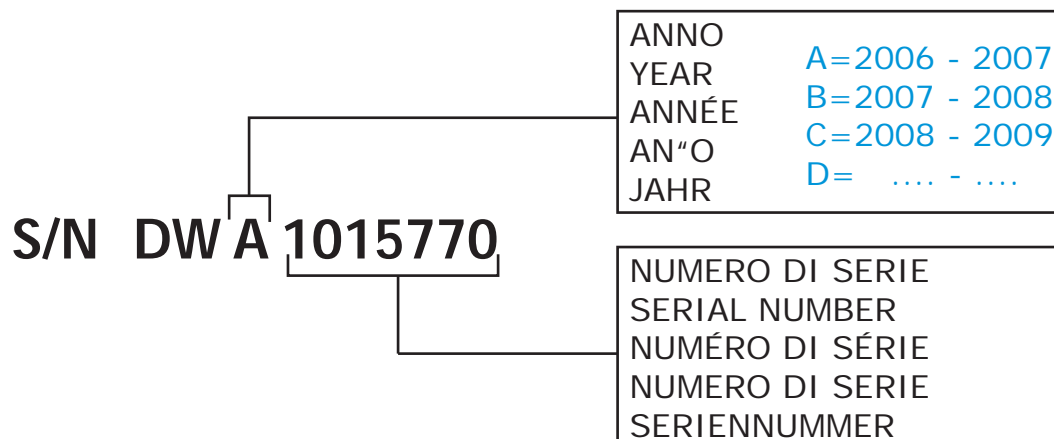 ANNO
YEAR
ANNÉE
AN“O
JAHR
A=2006 - 2007
B=2007 - 2008
C=2008 - 2009
D= .... - ....
S/N DW A 1015770
NUMERO DI SERIE
SERIAL NUMBER
NUMÉRO DI SÉRIE
NUMERO DI SERIE
SERIENNUMMER